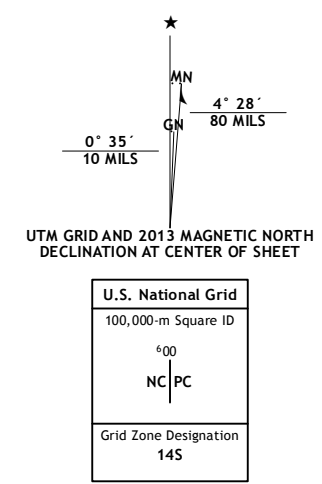 ★
MN
GN
4° 28´
80 MILS
0° 35´
10 MILS
UTM GRID AND 2013 MAGNETIC NORTH
DECLINATION AT CENTER OF SHEET
U.S. National Grid
100,000-m Square ID
⁶00
NC PC
Grid Zone Designation
14S